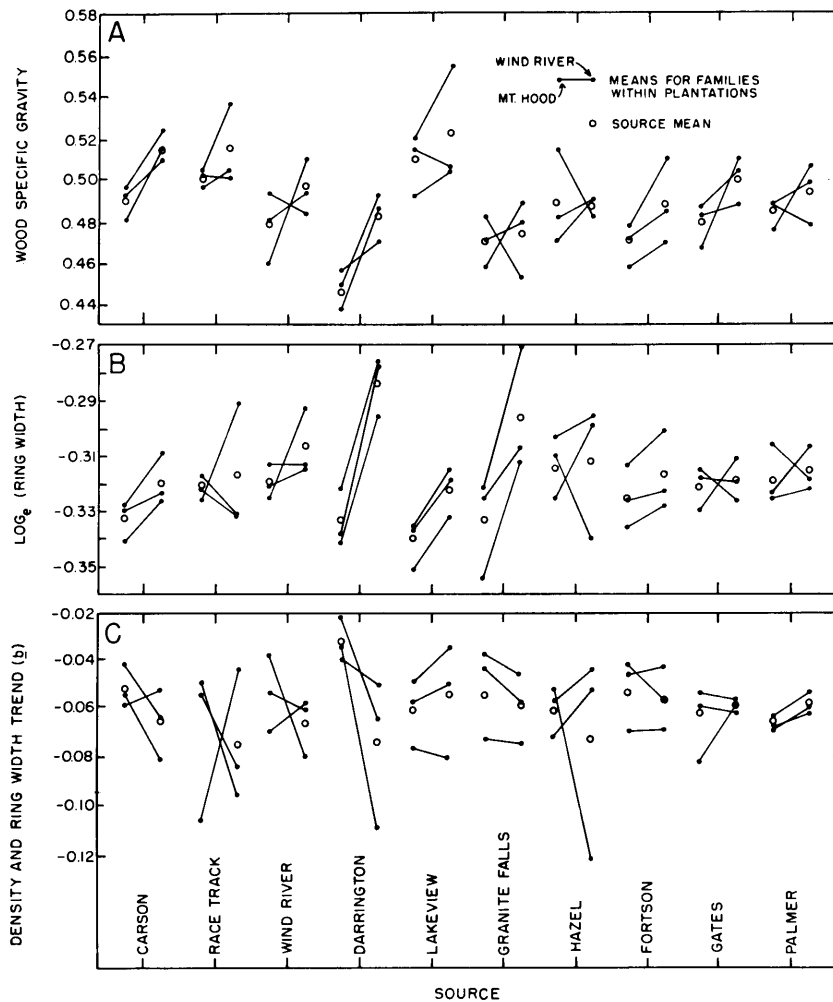 A
WOOD SPECIFIC GRAVITY
0.58
0.56
0.54
0.52
0.50
0.48
0.46
0.44
WIND RIVER
MT. HOOD
MEANS FOR FAMILIES
WITHIN PLANTATIONS
SOURCE MEAN
B
LOGe (RING WIDTH)
-0.27
-0.29
-0.31
-0.33
-0.35
C
DENSITY AND RING WIDTH TREND (b)
-0.02
-0.04
-0.06
-0.08
-0.10
-0.12
CARSON
RACE TRACK
WIND RIVER
DARRINGTON
LAKEVIEW
GRANITE FALLS
HAZEL
FORTSON
GATES
PALMER
SOURCE